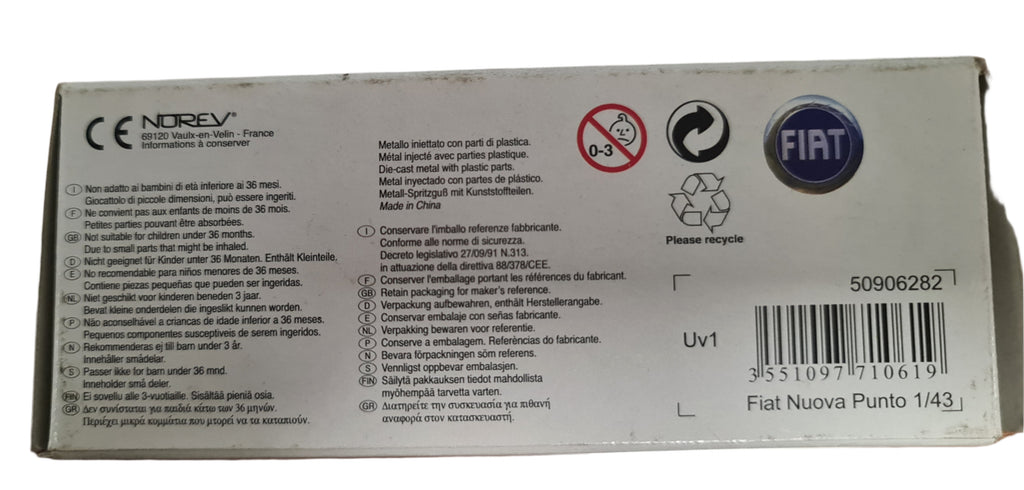 CE NOREV®
69120 Vaulx-en-Velin - France
Informations à conserver
I Non adatto ai bambini di età inferiore ai 36 mesi.
Giocattolo di piccole dimensioni, può essere ingeriti.
F Ne convient pas aux enfants de moins de 36 mois.
Petites parties pouvant être absorbées.
GB Not suitable for children under 36 months.
Due to small parts that might be inhaled.
D Nicht geeignet für Kinder unter 36 Monaten. Enthält Kleinteile.
E No recomendable para niños menores de 36 meses.
Contiene piezas pequeñas que pueden ser ingeridas.
NL Niet geschikt voor kinderen beneden 3 jaar.
Bevat kleine onderdelen die ingeslikt kunnen worden.
P Não aconselhável a criancas de idade inferior a 36 meses.
Pequenos componentes susceptiveis de serem ingeridos.
N Rekommenderas ej till barn under 3 år.
Innehåller smådelar.
S Passer ikke for barn under 36 mnd.
Inneholder små deler.
FIN Ei sovellu alle 3-vuotiaille. Sisältää pieniä osia.
GR Δεν συνίσταται για παιδιά κάτω των 36 μηνών.
Περιέχει μικρά κομμάτια που μπορεί να τα καταπιούν.
Metallo iniettato con parti di plastica.
Métal injecté avec parties plastique.
Die-cast metal with plastic parts.
Metal inyectado con partes de plástico.
Metall-Spritzguß mit Kunststoffteilen.
Made in China
I Conservare l'imballo referenze fabbricante.
Conforme alle norme di sicurezza.
Decreto legislativo 27/09/91 N.313.
in attuazione della direttiva 88/378/CEE.
F Conserver l'emballage portant les références du fabricant.
GB Retain packaging for maker's reference.
D Verpackung aufbewahren, enthält Herstellerangabe.
E Conservar embalaje con señas fabricante.
NL Verpakking bewaren voor referentie.
P Conserve a embalagem. Referências do fabricante.
N Bevara förpackningen söm referens.
S Vennligst oppbevar embalasjen.
FIN Säilytä pakkauksen tiedot mahdollista
myöhempää tarvetta varten.
GR Διατηρείτε την συσκευασία για πιθανή
αναφορά στον κατασκευαστή.
0-3
Please recycle
FIAT
50906282
Uv1
3 551097 710619
Fiat Nuova Punto 1/43